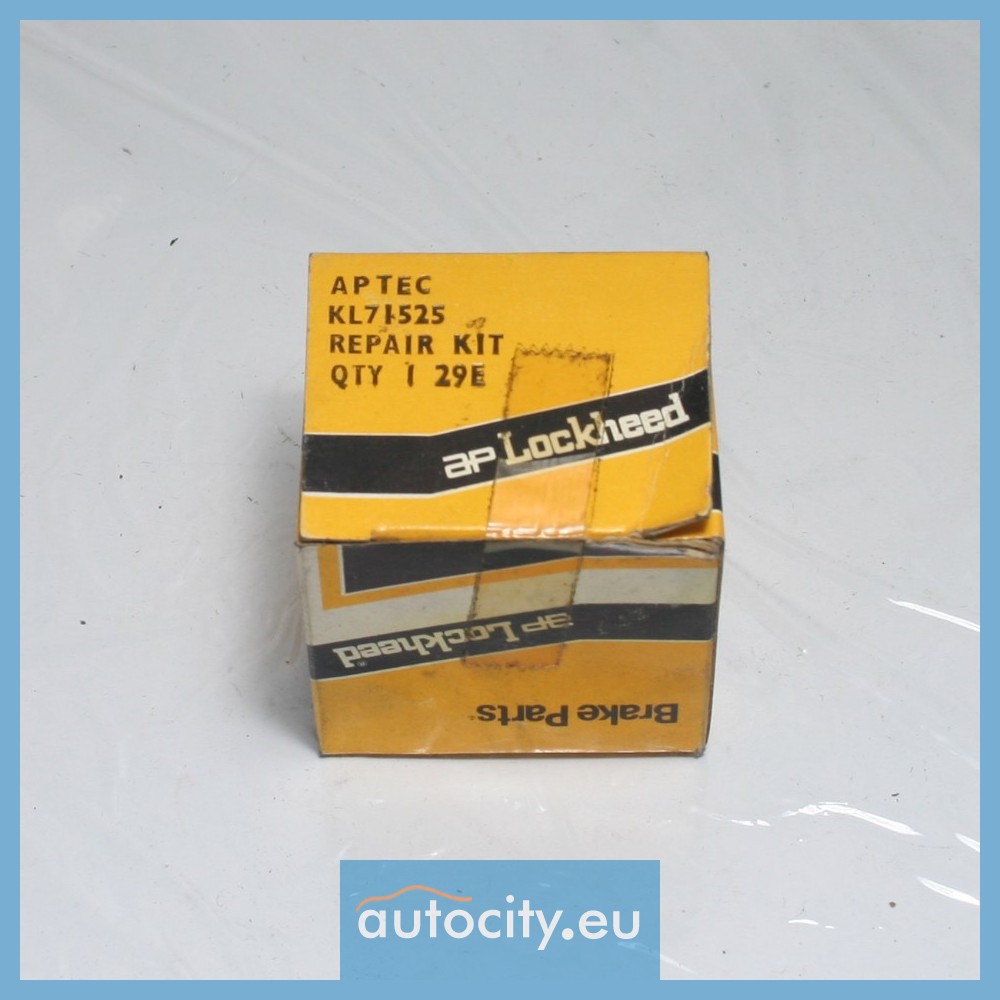 APTEC
KL71525
REPAIR KIT
QTY 1 29E
ap Lockheed
ap Lockheed®
Brake Parts
autocity.eu